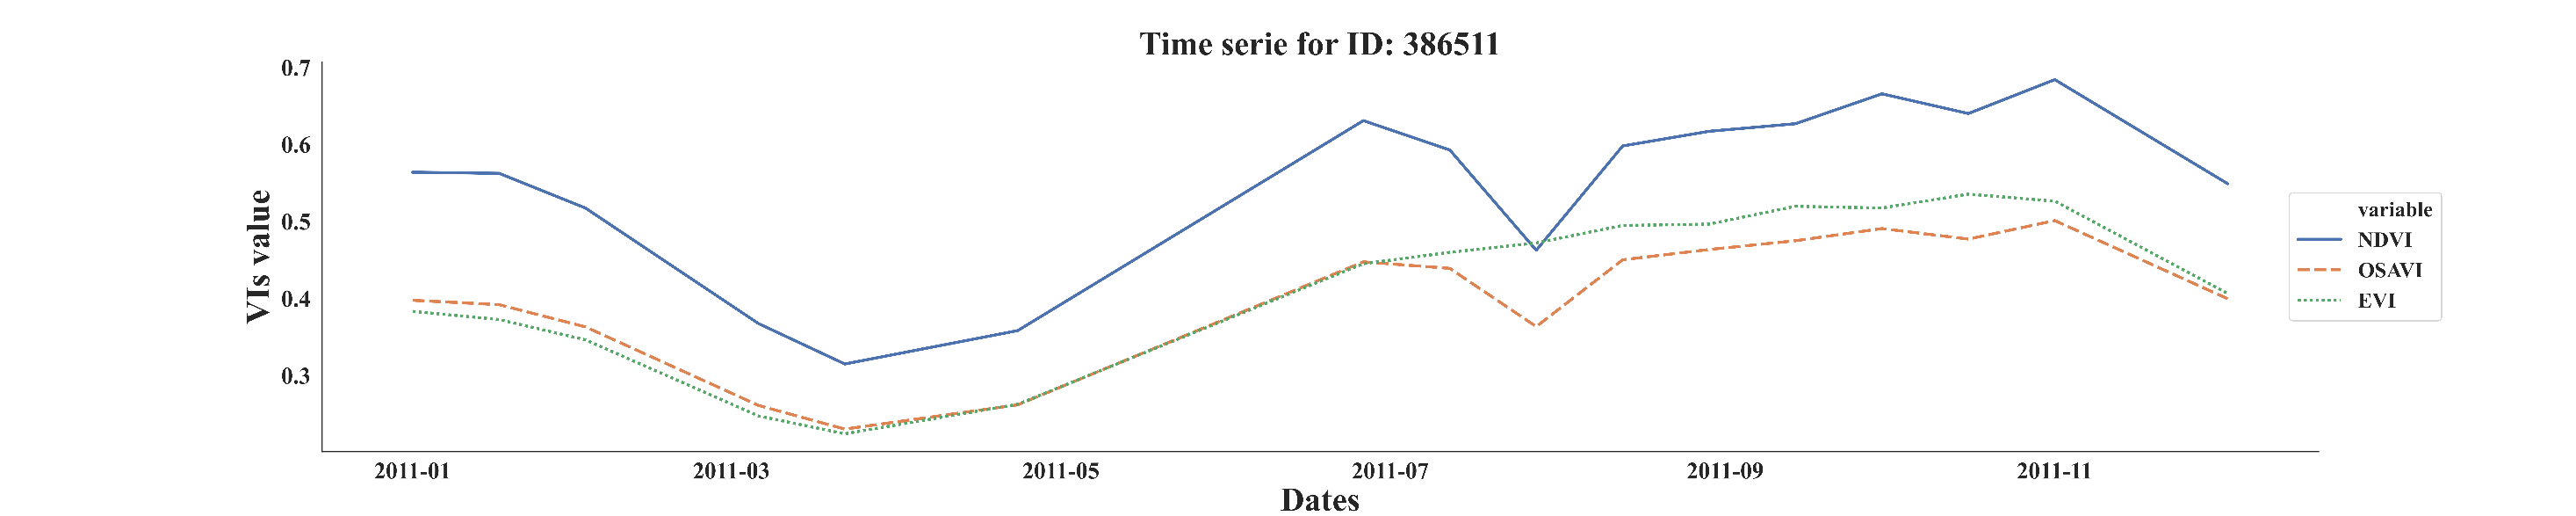 Time serie for ID: 386511
0.7
0.6
0.5
0.4
0.3
VIs value
variable
NDVI
OSAVI
EVI
2011-01 2011-03 2011-05 2011-07 2011-09 2011-11
Dates